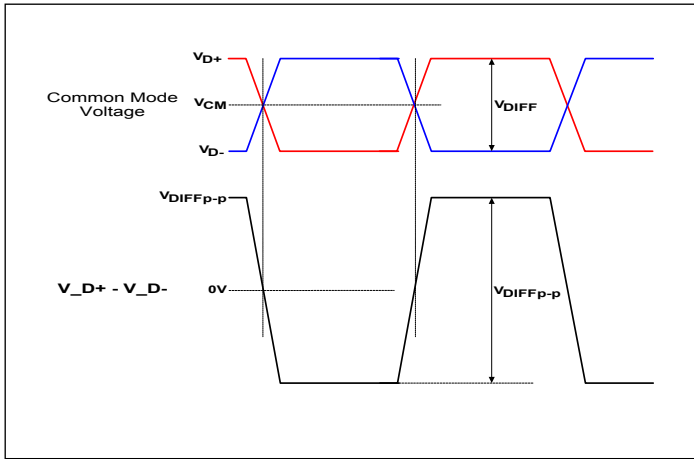 VD+
Common Mode
Voltage
VCM
VDIFF
VD-
VDIFFp-p
V_D+ - V_D-
0V
VDIFFp-p